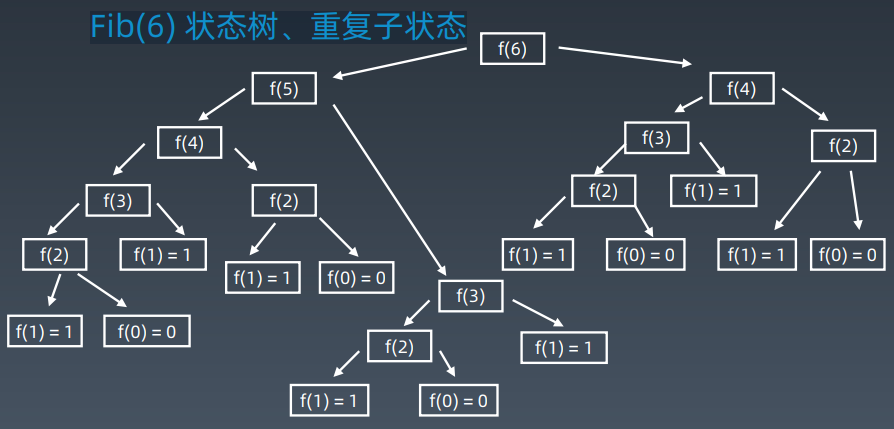 Fib(6) 状态树、重复子状态
f(6)
f(5)
f(4)
f(4)
f(3)
f(2)
f(3)
f(2)
f(2)
f(1) = 1
f(2)
f(1) = 1
f(1) = 1
f(0) = 0
f(1) = 1
f(0) = 0
f(1) = 1
f(0) = 0
f(3)
f(1) = 1
f(0) = 0
f(2)
f(1) = 1
f(1) = 1
f(0) = 0